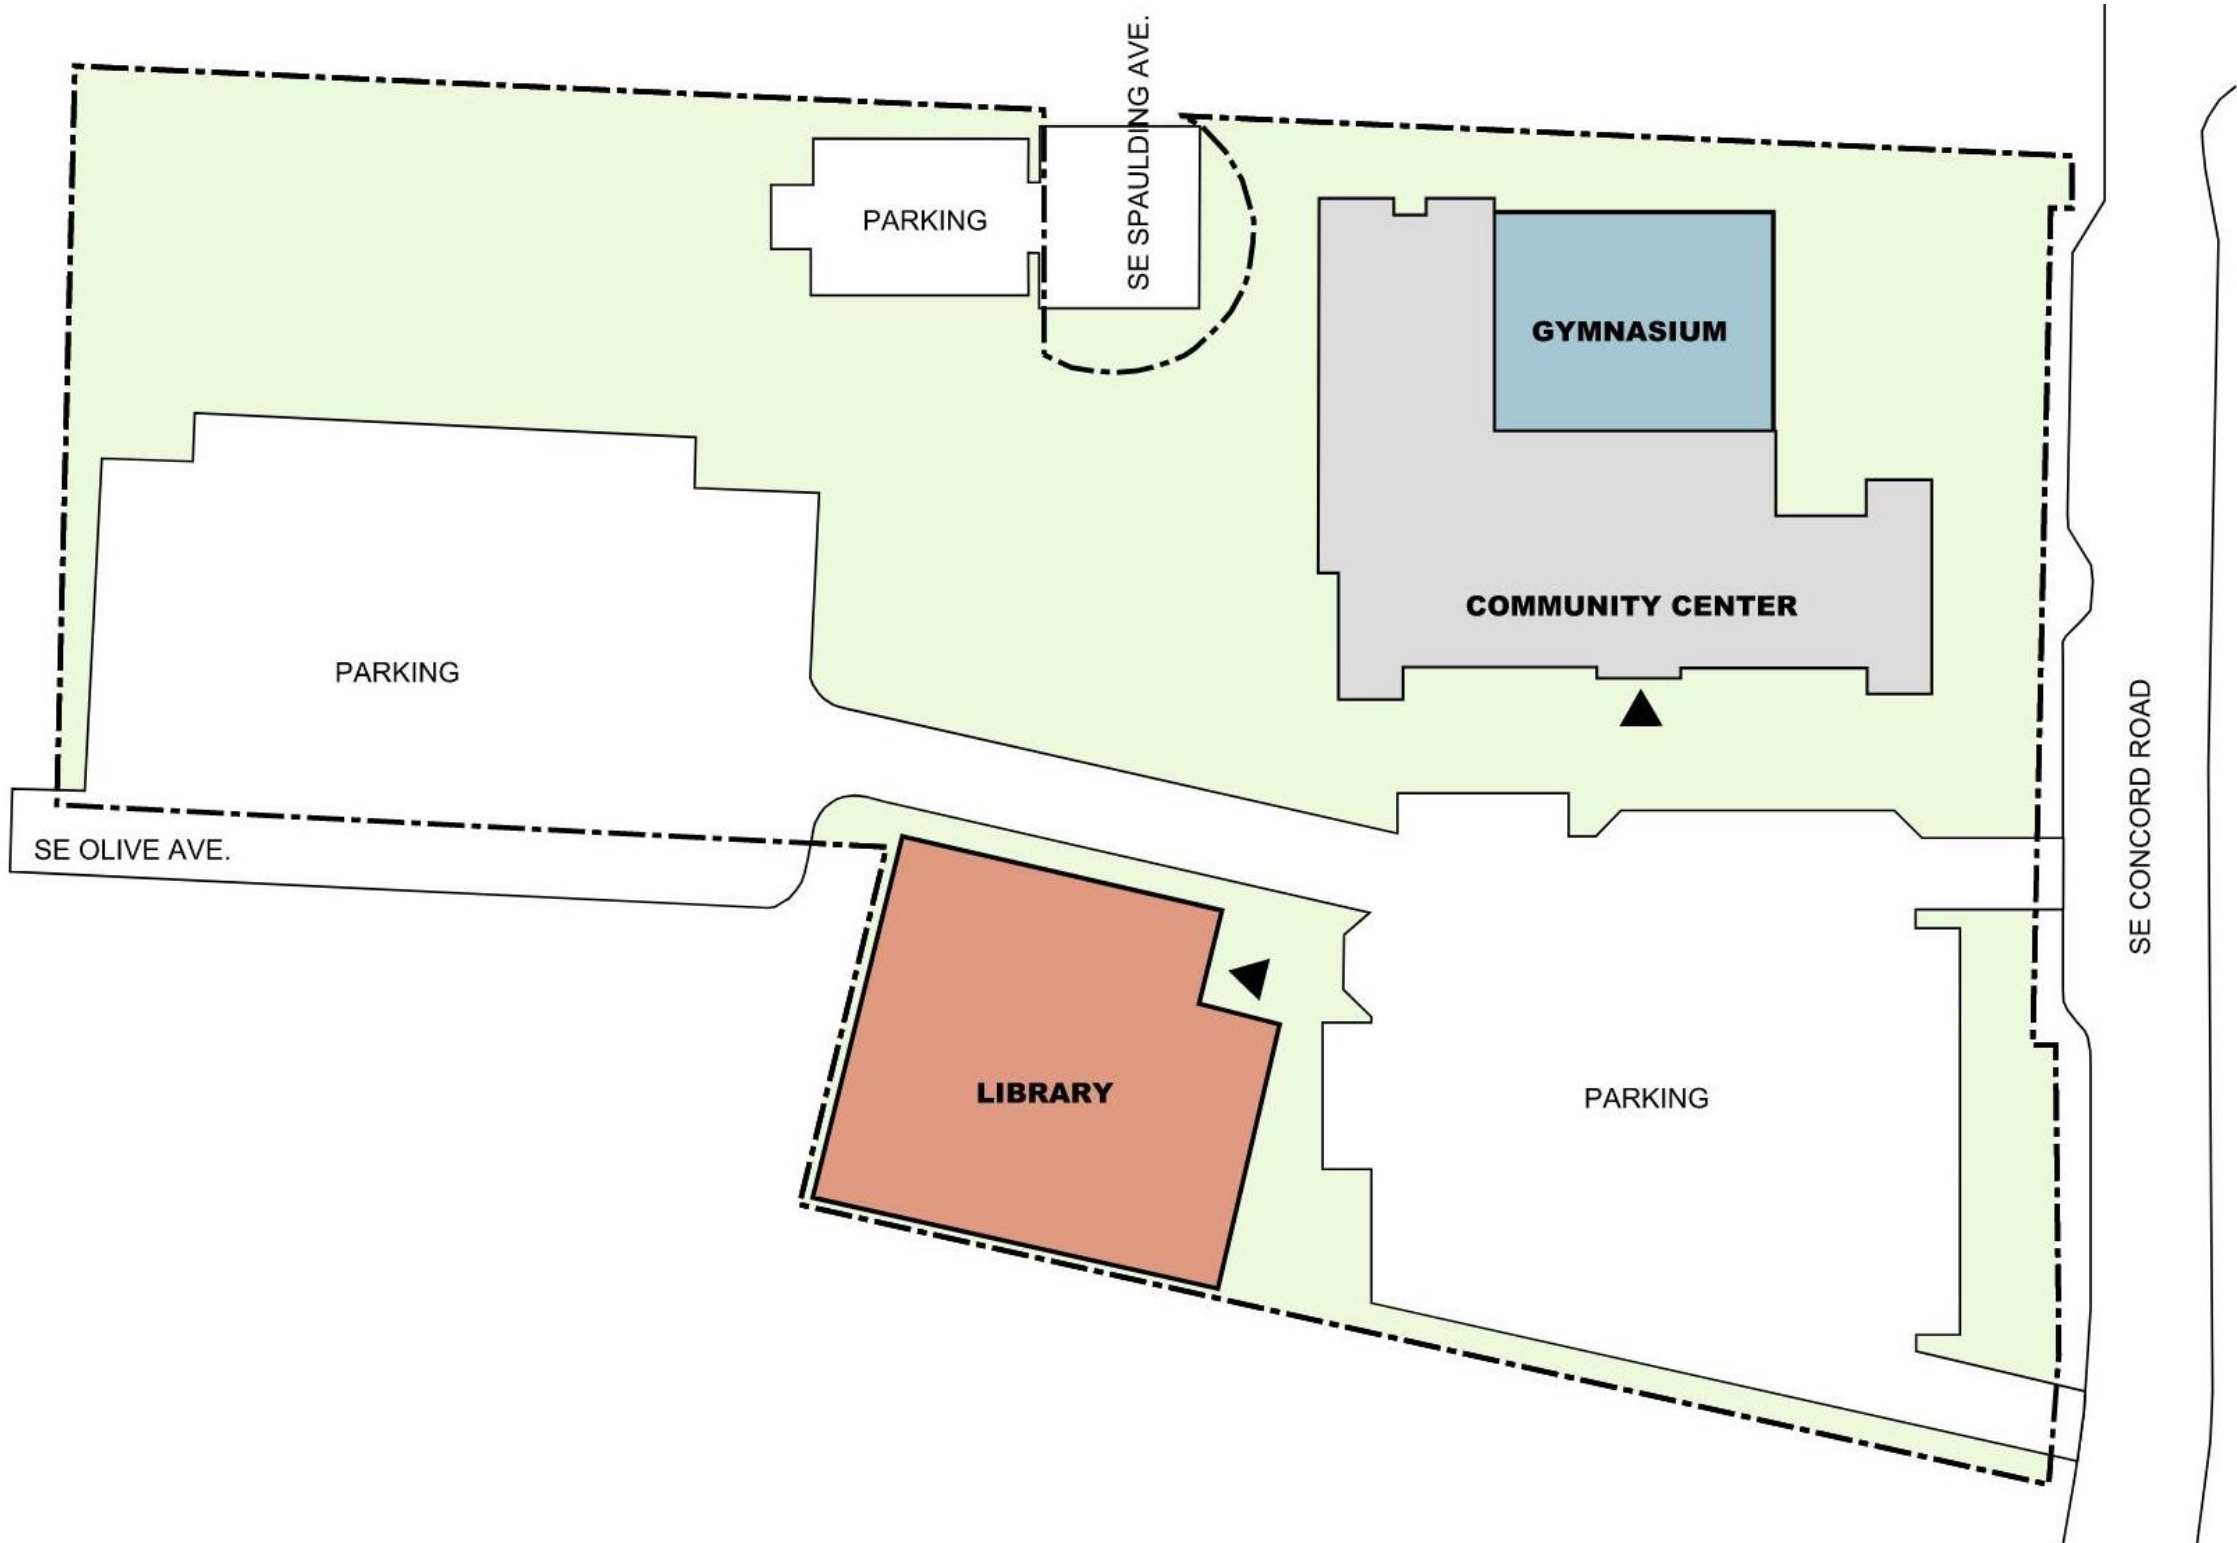 SE SPAULDING AVE.
PARKING
GYMNASIUM
COMMUNITY CENTER
PARKING
SE OLIVE AVE.
SE CONCORD ROAD
LIBRARY
PARKING